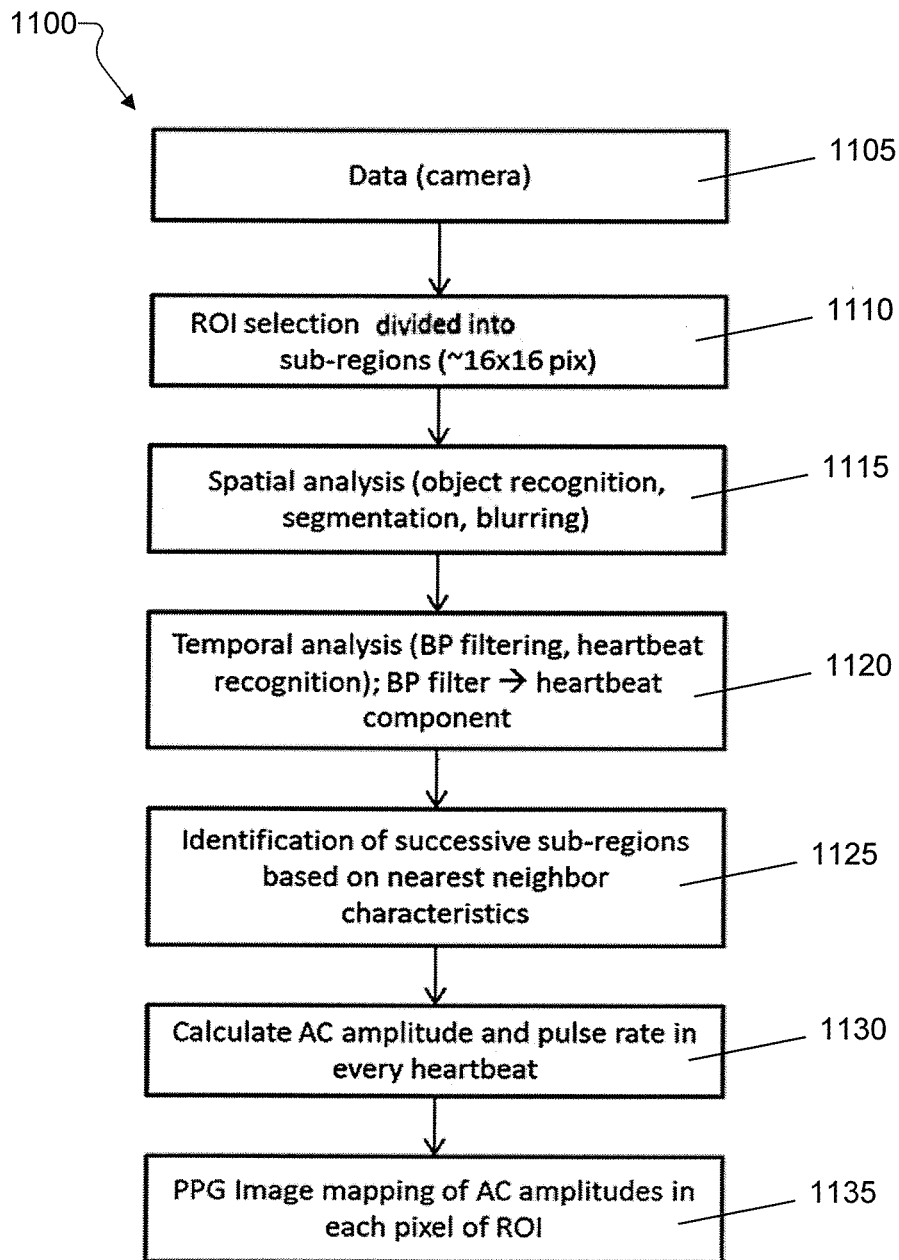 1100
Data (camera)
1105
ROI selection divided into
sub-regions (~16x16 pix)
1110
Spatial analysis (object recognition,
segmentation, blurring)
1115
Temporal analysis (BP filtering, heartbeat
recognition); BP filter → heartbeat
component
1120
Identification of successive sub-regions
based on nearest neighbor
characteristics
1125
Calculate AC amplitude and pulse rate in
every heartbeat
1130
PPG Image mapping of AC amplitudes in
each pixel of ROI
1135